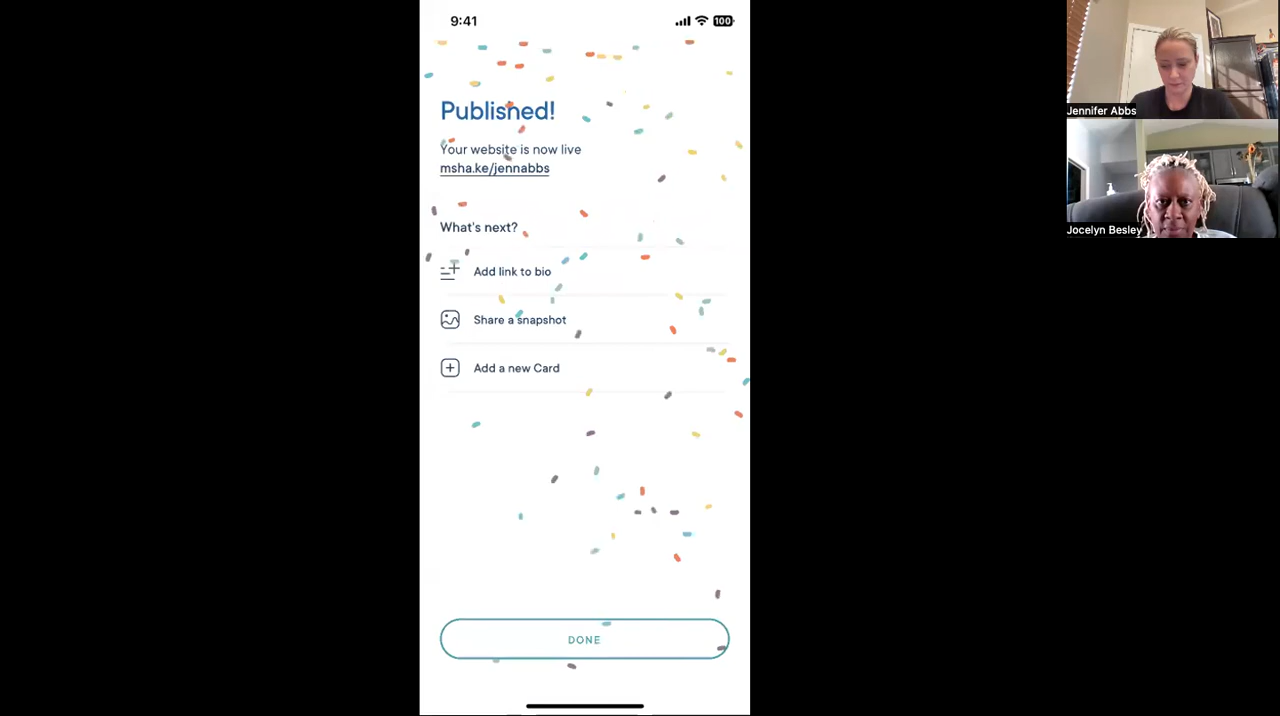 9:41
100
Published!
Your website is now live
msha.ke/jennabbs
What's next?
Add link to bio
Share a snapshot
Add a new Card
DONE
Jennifer Abbs
Jocelyn Besley